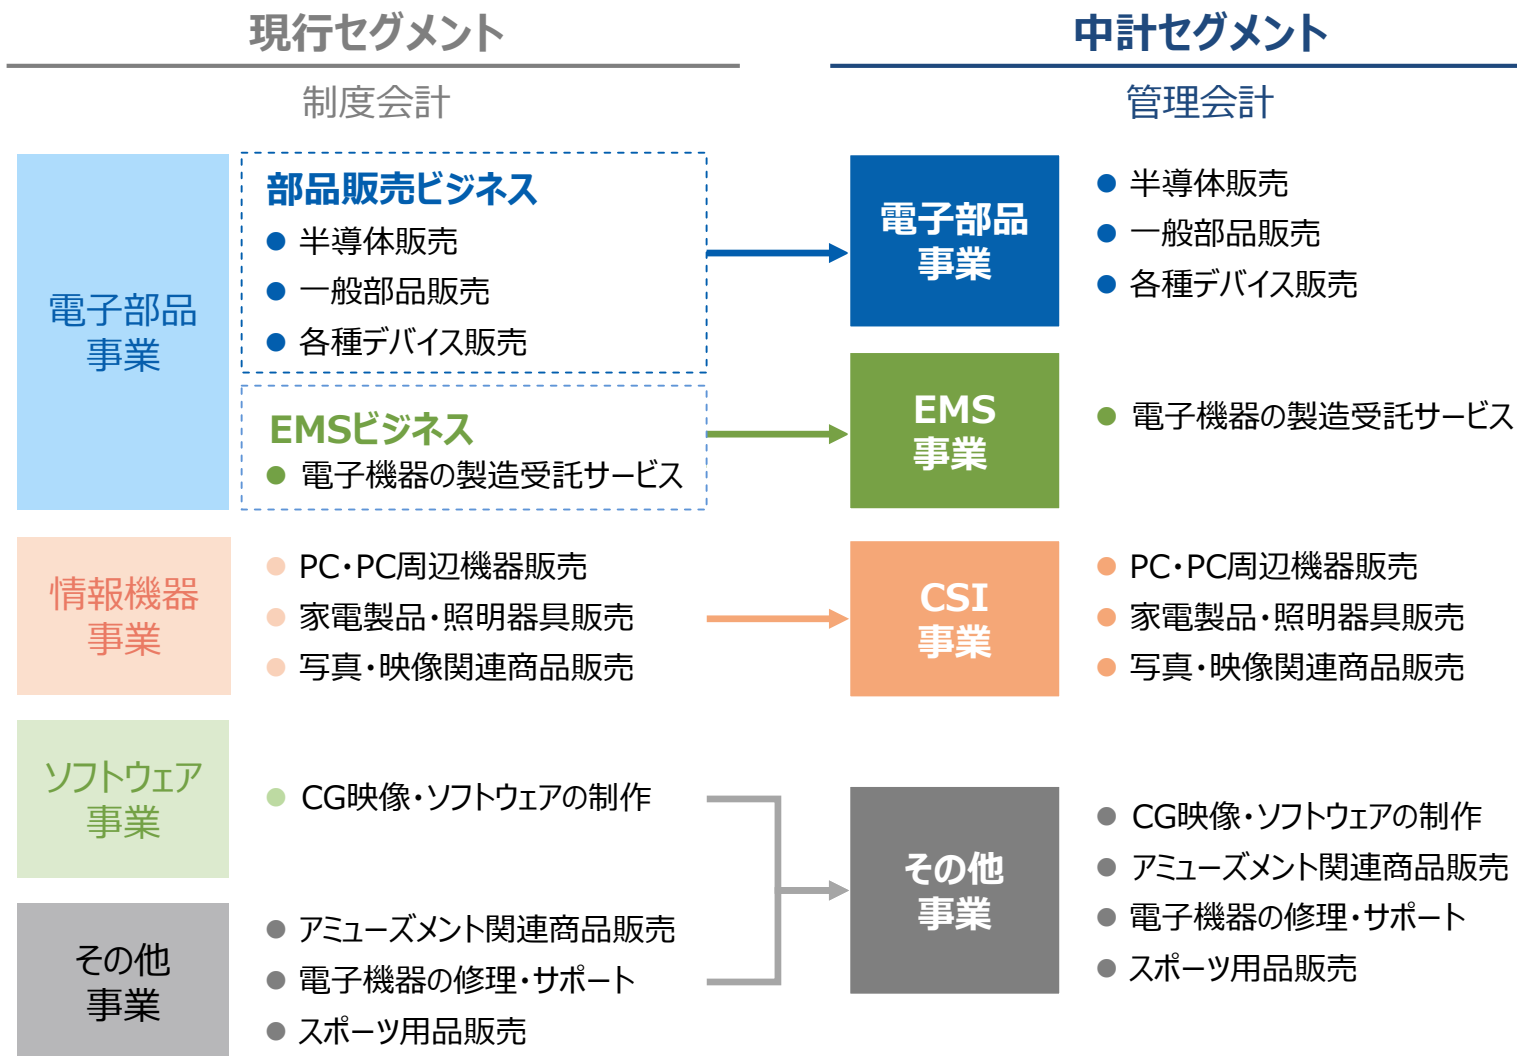 現行セグメント
制度会計
電子部品
事業
部品販売ビジネス
半導体販売
一般部品販売
各種デバイス販売
EMSビジネス
電子機器の製造受託サービス
情報機器
事業
PC・PC周辺機器販売
家電製品・照明器具販売
写真・映像関連商品販売
ソフトウェア
事業
CG映像・ソフトウェアの制作
その他
事業
アミューズメント関連商品販売
電子機器の修理・サポート
スポーツ用品販売
中計セグメント
管理会計
電子部品
事業
半導体販売
一般部品販売
各種デバイス販売
EMS
事業
電子機器の製造受託サービス
CSI
事業
PC・PC周辺機器販売
家電製品・照明器具販売
写真・映像関連商品販売
その他
事業
CG映像・ソフトウェアの制作
アミューズメント関連商品販売
電子機器の修理・サポート
スポーツ用品販売